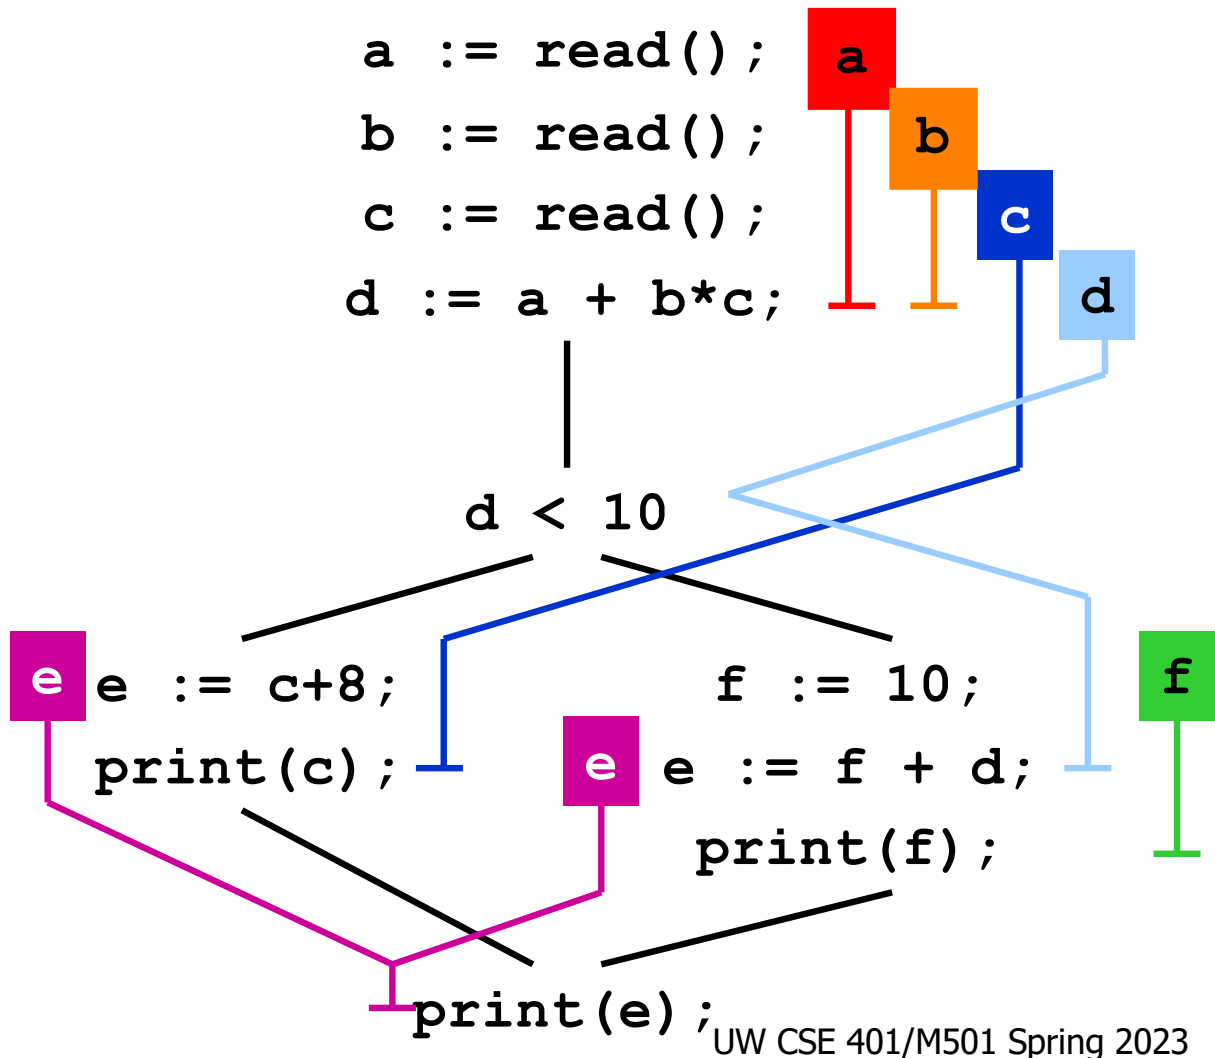 a := read(); a
b := read(); b
c := read(); c
d := a + b*c; d
d < 10
e e := c+8; f := 10; f
print(c); e e := f + d;
print(f);
print(e);
UW CSE 401/M501 Spring 2023